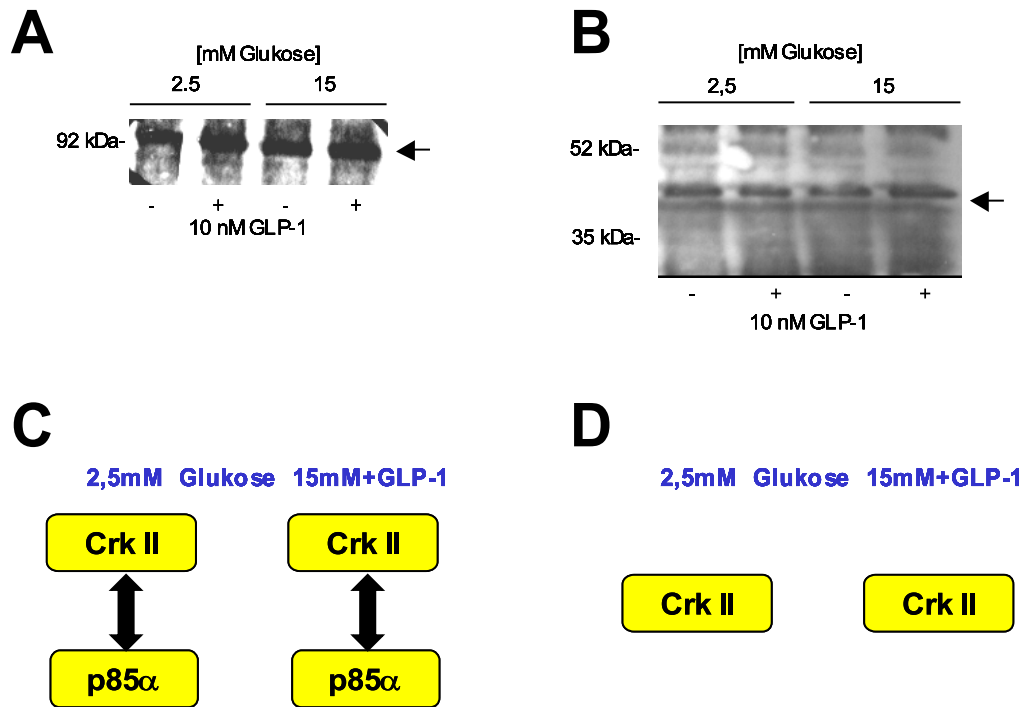 A
[mM Glukose]
2.5 15
92 kDa-
- + - +
10 nM GLP-1
B
[mM Glukose]
2,5 15
52 kDa-
35 kDa-
- + - +
10 nM GLP-1
C
2,5mM Glukose 15mM+GLP-1
Crk II Crk II
p85α p85α
D
2,5mM Glukose 15mM+GLP-1
Crk II Crk II